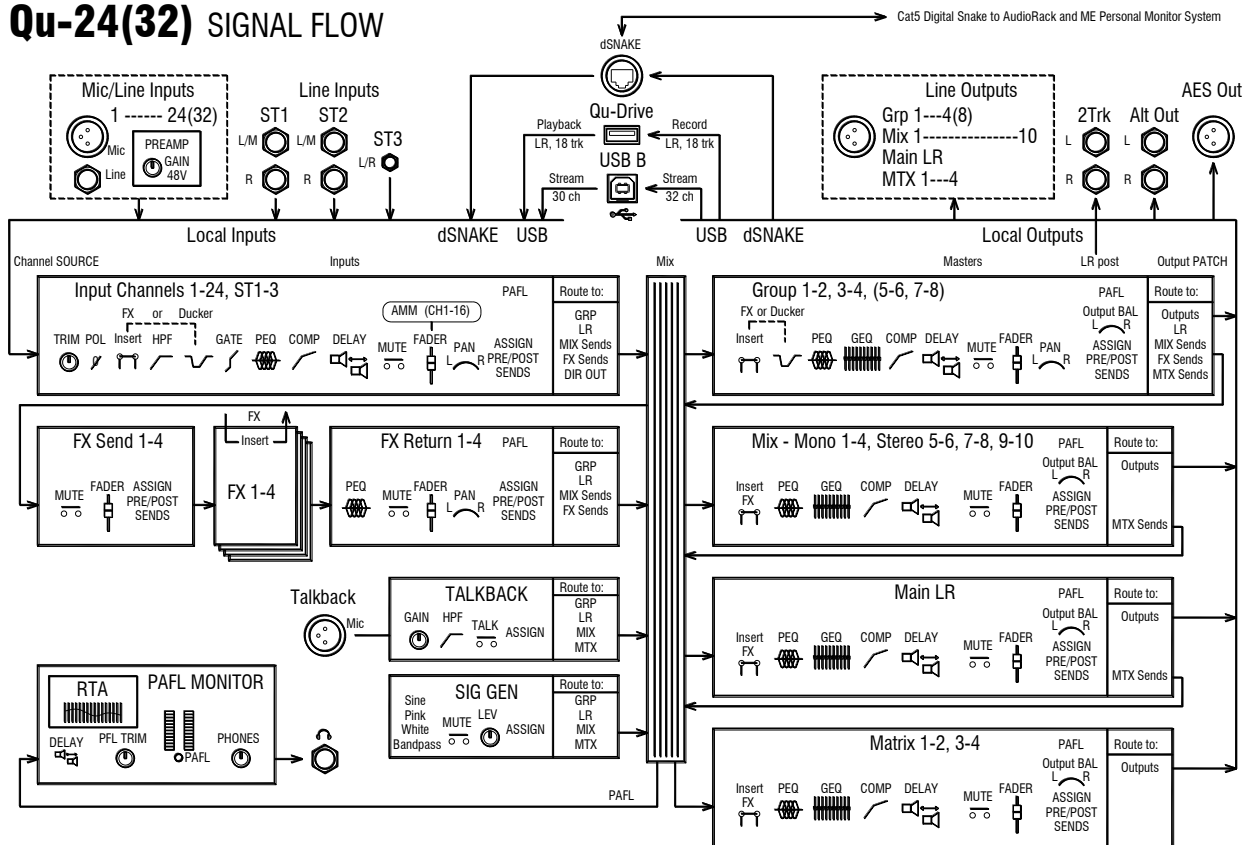 Qu-24(32) SIGNAL FLOW
Cat5 Digital Snake to AudioRack and ME Personal Monitor System
dSNAKE
Mic/Line Inputs
1 ------ 24(32)
Mic
Line
PREAMP
GAIN
48V
Line Inputs
ST1
ST2
ST3
L/M
L/M
L/R
R
R
Qu-Drive
Playback
LR, 18 trk
Record
LR, 18 trk
USB B
Stream
30 ch
Stream
32 ch
Line Outputs
Grp 1---4(8)
Mix 1--------------10
Main LR
MTX 1---4
2Trk
Alt Out
L
L
R
R
AES Out
Local Inputs
dSNAKE
USB
USB
dSNAKE
Local Outputs
Channel SOURCE
Inputs
Mix
Masters
LR post
Output PATCH
Input Channels 1-24, ST1-3
PAFL
Route to:
FX or Ducker
AMM (CH1-16)
TRIM
POL
Insert
HPF
GATE
PEQ
COMP
DELAY
MUTE
FADER
PAN
L
R
ASSIGN
PRE/POST
SENDS
GRP
LR
MIX Sends
FX Sends
DIR OUT
Group 1-2, 3-4, (5-6, 7-8)
PAFL
Route to:
FX or Ducker
Insert
PEQ
GEQ
COMP
DELAY
MUTE
FADER
PAN
L
R
Output BAL
L
R
ASSIGN
PRE/POST
SENDS
Outputs
LR
MIX Sends
FX Sends
MTX Sends
FX Send 1-4
MUTE
FADER
ASSIGN
PRE/POST
SENDS
FX
Insert
FX 1-4
FX Return 1-4
PAFL
Route to:
PEQ
MUTE
FADER
PAN
L
R
ASSIGN
PRE/POST
SENDS
GRP
LR
MIX Sends
FX Sends
Mix - Mono 1-4, Stereo 5-6, 7-8, 9-10
PAFL
Route to:
Insert
FX
PEQ
GEQ
COMP
DELAY
MUTE
FADER
Output BAL
L
R
ASSIGN
PRE/POST
SENDS
Outputs
MTX Sends
Talkback
Mic
TALKBACK
Route to:
GAIN
HPF
TALK
ASSIGN
GRP
LR
MIX
MTX
Main LR
PAFL
Route to:
Insert
FX
PEQ
GEQ
COMP
DELAY
MUTE
FADER
Output BAL
L
R
ASSIGN
PRE/POST
SENDS
Outputs
MTX Sends
RTA
PAFL MONITOR
DELAY
PFL TRIM
PAFL
PHONES
SIG GEN
Route to:
Sine
Pink
White
Bandpass
MUTE
LEV
ASSIGN
GRP
LR
MIX
MTX
PAFL
Matrix 1-2, 3-4
PAFL
Route to:
Insert
FX
PEQ
GEQ
COMP
DELAY
MUTE
FADER
Output BAL
L
R
ASSIGN
PRE/POST
SENDS
Outputs